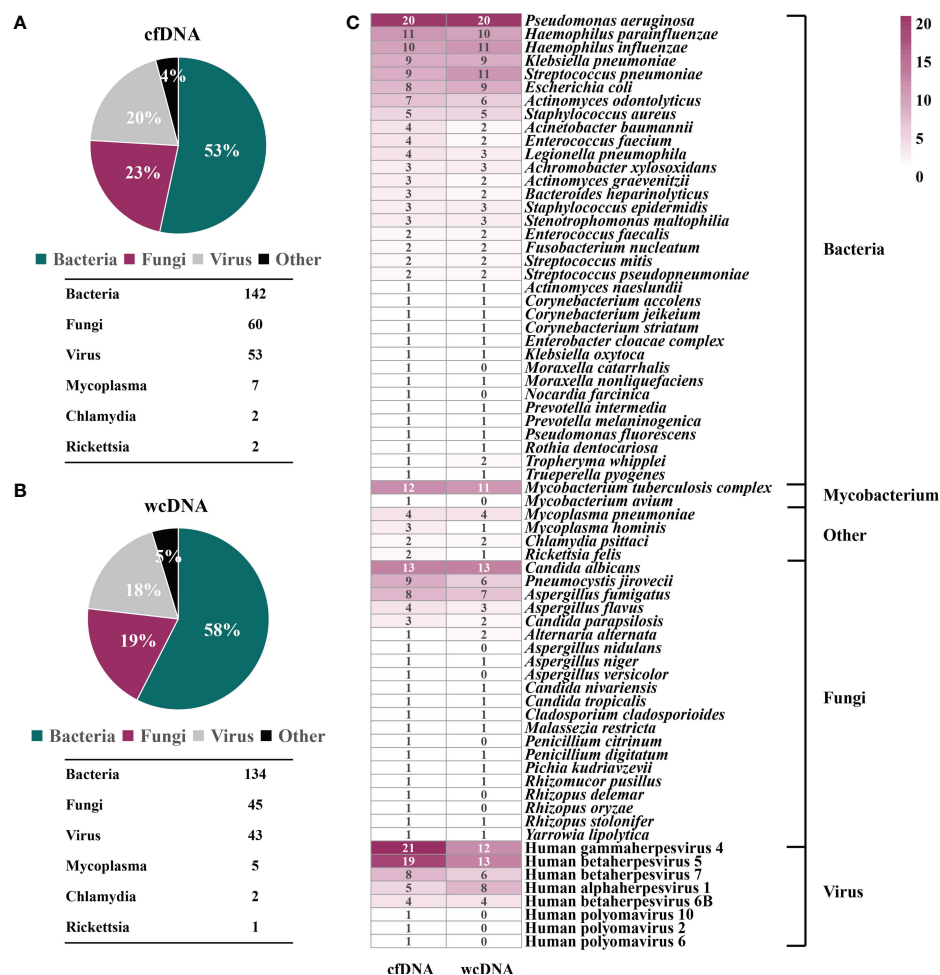 A
cfDNA
4%
20%
53%
23%
Bacteria Fungi Virus Other
Bacteria 142
Fungi 60
Virus 53
Mycoplasma 7
Chlamydia 2
Rickettsia 2
B
wcDNA
5%
18%
58%
19%
Bacteria Fungi Virus Other
Bacteria 134
Fungi 45
Virus 43
Mycoplasma 5
Chlamydia 2
Rickettsia 1
C
20 20 Pseudomonas aeruginosa
11 10 Haemophilus parainfluenzae
10 11 Haemophilus influenzae
9 9 Klebsiella pneumoniae
9 11 Streptococcus pneumoniae
8 9 Escherichia coli
7 6 Actinomyces odontolyticus
5 5 Staphylococcus aureus
4 2 Acinetobacter baumannii
4 2 Enterococcus faecium
4 3 Legionella pneumophila
3 3 Achromobacter xylosoxidans
3 2 Actinomyces graevenitzii
3 2 Bacteroides heparinolyticus
3 3 Staphylococcus epidermidis
3 3 Stenotrophomonas maltophilia
2 2 Enterococcus faecalis
2 2 Fusobacterium nucleatum
2 2 Streptococcus mitis
2 2 Streptococcus pseudopneumoniae
1 1 Actinomyces naeslundii
1 1 Corynebacterium accolens
1 1 Corynebacterium jeikeium
1 1 Corynebacterium striatum
1 1 Enterobacter cloacae complex
1 1 Klebsiella oxytoca
1 0 Moraxella catarrhalis
1 1 Moraxella nonliquefaciens
1 0 Nocardia farcinica
1 1 Prevotella intermedia
1 1 Prevotella melaninogenica
1 1 Pseudomonas fluorescens
1 1 Rothia dentocariosa
1 2 Tropheryma whipplei
1 1 Trueperella pyogenes
12 11 Mycobacterium tuberculosis complex
1 0 Mycobacterium avium
4 4 Mycoplasma pneumoniae
3 1 Mycoplasma hominis
2 2 Chlamydia psittaci
2 1 Rickettsia felis
13 13 Candida albicans
9 6 Pneumocystis jirovecii
8 7 Aspergillus fumigatus
4 3 Aspergillus flavus
3 2 Candida parapsilosis
1 2 Alternaria alternata
1 0 Aspergillus nidulans
1 1 Aspergillus niger
1 0 Aspergillus versicolor
1 1 Candida nivariensis
1 1 Candida tropicalis
1 1 Cladosporium cladosporioides
1 1 Malassezia restricta
1 0 Penicillium citrinum
1 1 Penicillium digitatum
1 1 Pichia kudriavzevii
1 1 Rhizomucor pusillus
1 0 Rhizopus delemar
1 0 Rhizopus oryzae
1 1 Rhizopus stolonifer
1 1 Yarrowia lipolytica
21 12 Human gammaherpesvirus 4
19 13 Human betaherpesvirus 5
8 6 Human betaherpesvirus 7
5 8 Human alphaherpesvirus 1
4 4 Human betaherpesvirus 6B
1 0 Human polyomavirus 10
1 0 Human polyomavirus 2
1 0 Human polyomavirus 6
cfDNA wcDNA
Bacteria
Mycobacterium
Other
Fungi
Virus
20
15
10
5
0